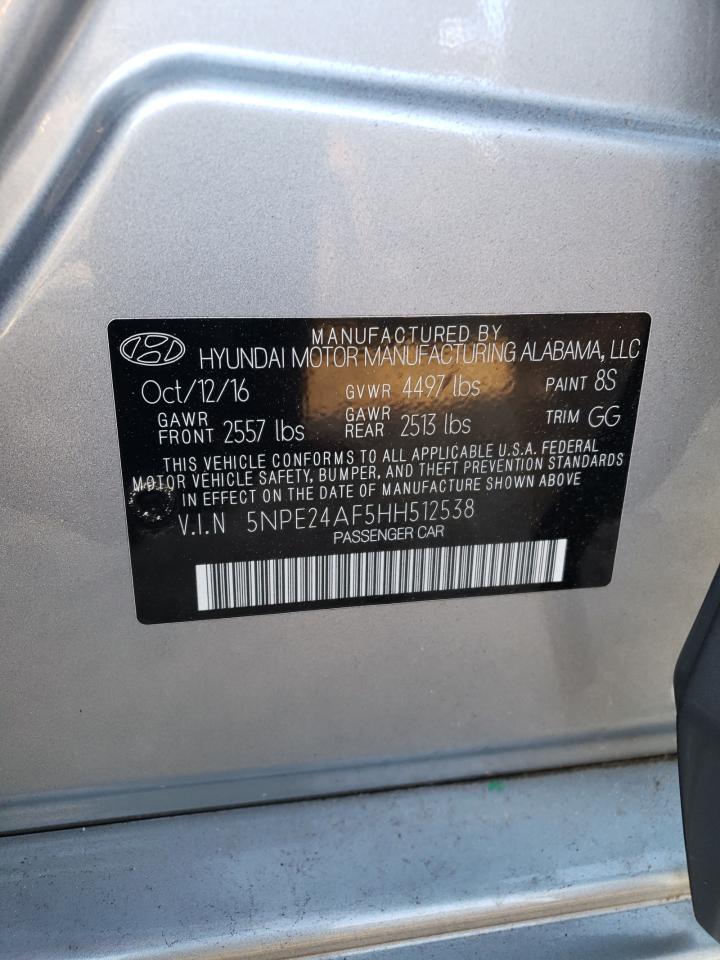 MANUFACTURED BY
HYUNDAI MOTOR MANUFACTURING ALABAMA, LLC
Oct/12/16 GVWR 4497 lbs PAINT 8S
GAWR FRONT 2557 lbs GAWR REAR 2513 lbs TRIM GG
THIS VEHICLE CONFORMS TO ALL APPLICABLE U.S.A. FEDERAL
MOTOR VEHICLE SAFETY, BUMPER, AND THEFT PREVENTION STANDARDS
IN EFFECT ON THE DATE OF MANUFACTURE SHOWN ABOVE.
V.I.N 5NPE24AF5HH512538
PASSENGER CAR